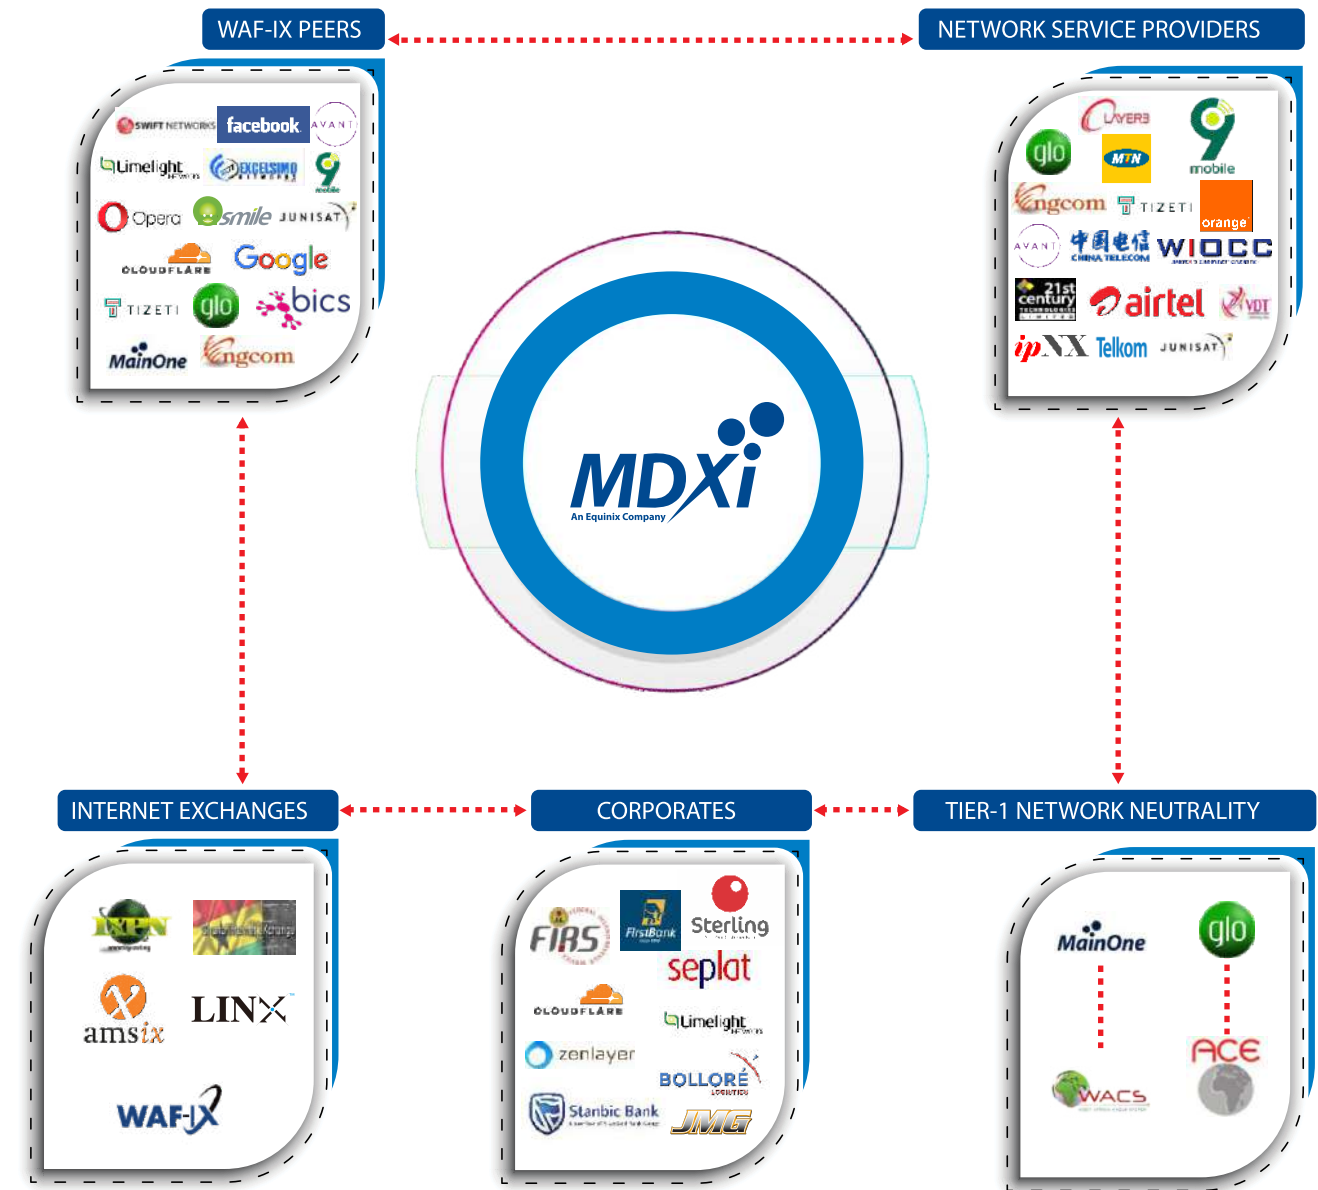 WAF-IX PEERS
NETWORK SERVICE PROVIDERS
SWIFT NETWORKS
facebook
AVANTI
Limelight
EXCELSIMO
NETWORKS
9
mobile
Opera
smile
JUNISAT
CLOUDFLARE
Google
TIZETI
glo
bics
MainOne
ngcom
LAYER3
glo
MTN
9
mobile
ngcom
TIZETI
orange
AVANTI
中国电信
CHINA TELECOM
WIOCC
21st
century
TECHNOLOGIES
LIMITED
airtel
VDT
ipNX
Telkom
JUNISAT
MDXi
An Equinix Company
INTERNET EXCHANGES
CORPORATES
TIER-1 NETWORK NEUTRALITY
IXPN
amsix
LINX
WAF-IX
FIRS
FirstBank
Sterling
seplat
CLOUDFLARE
Limelight
zenlayer
BOLLORÉ
LOGISTICS
Stanbic Bank
JMG
MainOne
glo
WACS
ACE